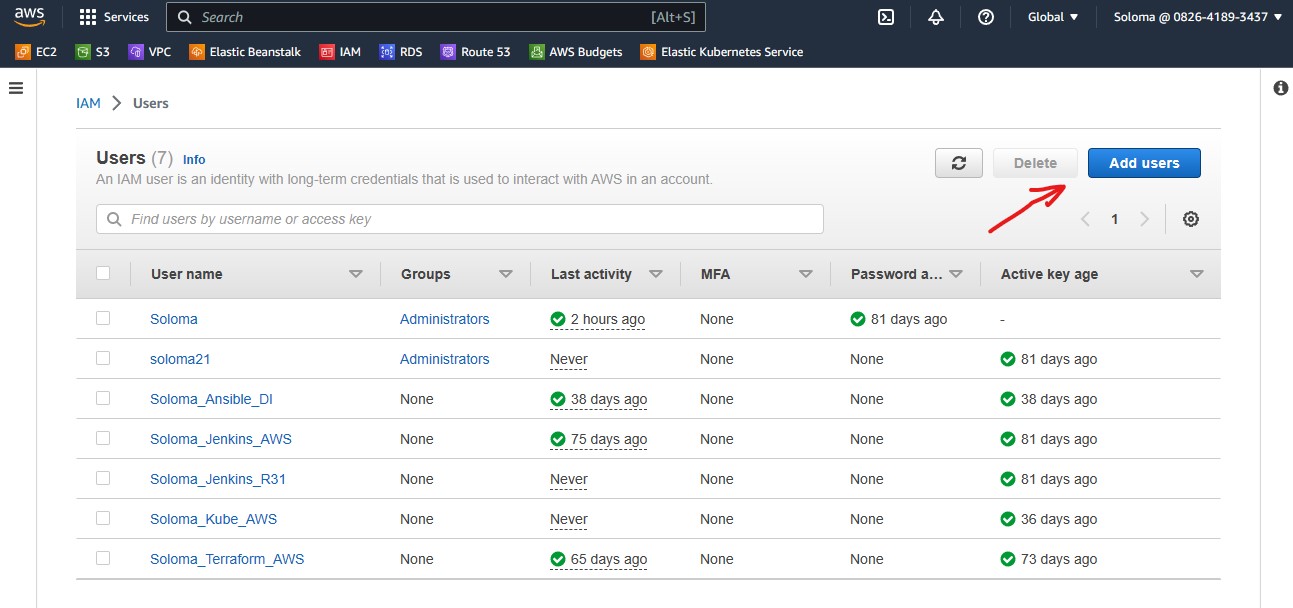 aws Services Search [Alt+S] Global Soloma @ 0826-4189-3437
EC2 S3 VPC Elastic Beanstalk IAM RDS Route 53 AWS Budgets Elastic Kubernetes Service
IAM > Users
Users (7) Info Delete Add users
An IAM user is an identity with long-term credentials that is used to interact with AWS in an account.
Find users by username or access key < 1 >
User name Groups Last activity MFA Password a... Active key age
Soloma Administrators 2 hours ago None 81 days ago -
soloma21 Administrators Never None None 81 days ago
Soloma_Ansible_DI None 38 days ago None None 38 days ago
Soloma_Jenkins_AWS None 75 days ago None None 81 days ago
Soloma_Jenkins_R31 None Never None None 81 days ago
Soloma_Kube_AWS None Never None None 36 days ago
Soloma_Terraform_AWS None 65 days ago None None 73 days ago